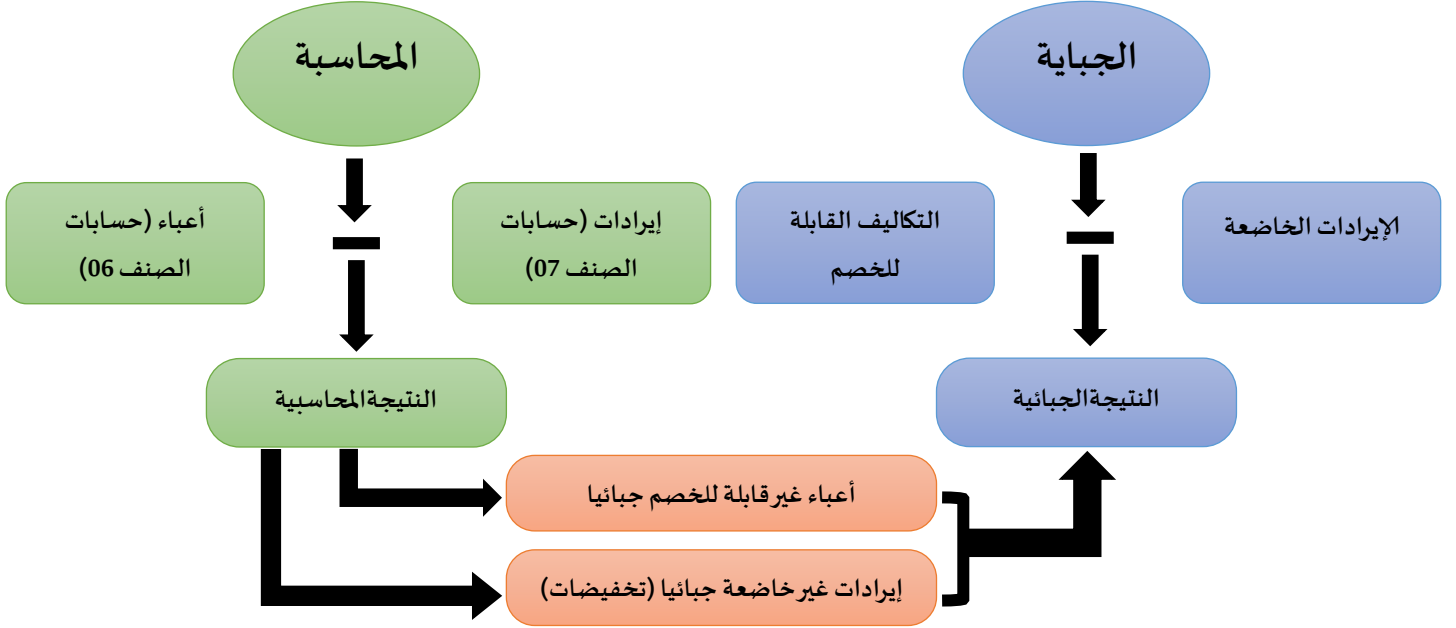 الجباية
المحاسبة
الإيرادات الخاضعة
التكاليف القابلة
للخصم
إيرادات (حسابات
الصنف 07)
أعباء (حسابات
الصنف 06)
النتيجة الجبائية
النتيجة المحاسبية
أعباء غير قابلة للخصم جبائيا
إيرادات غير خاضعة جبائيا (تخفيضات)